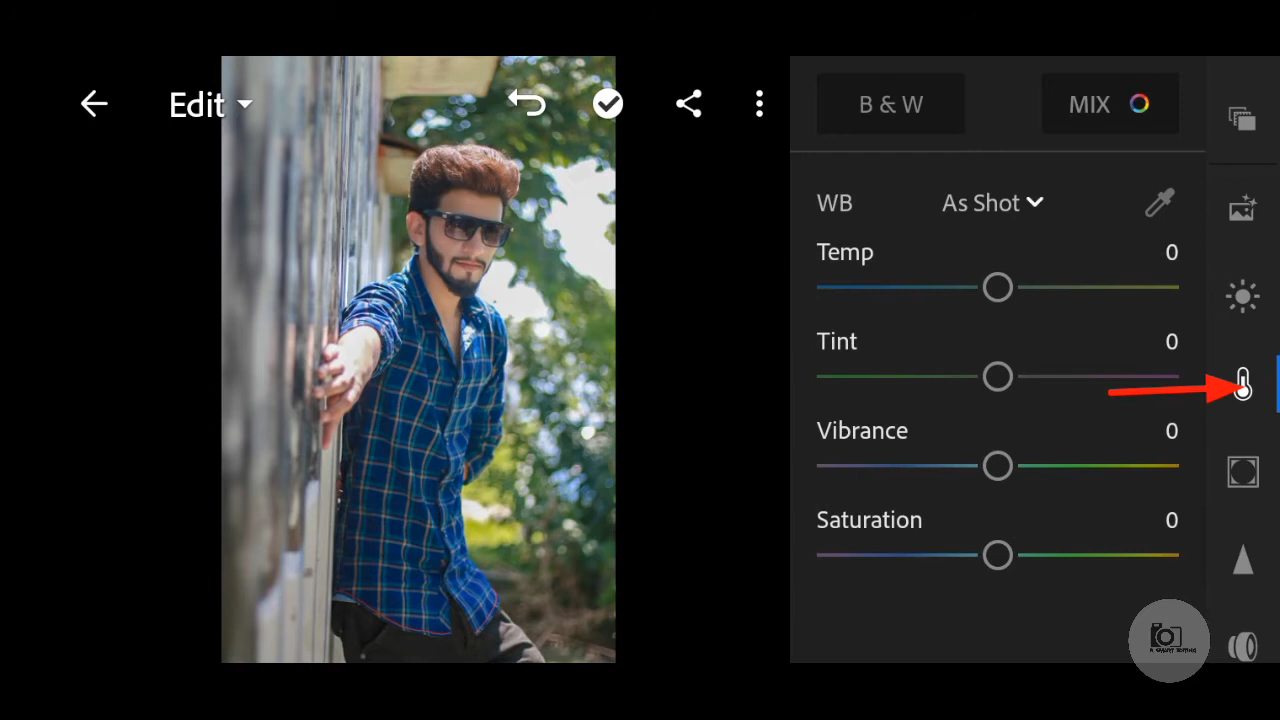 Edit
B & W
MIX
WB
As Shot
Temp
0
Tint
0
Vibrance
0
Saturation
0